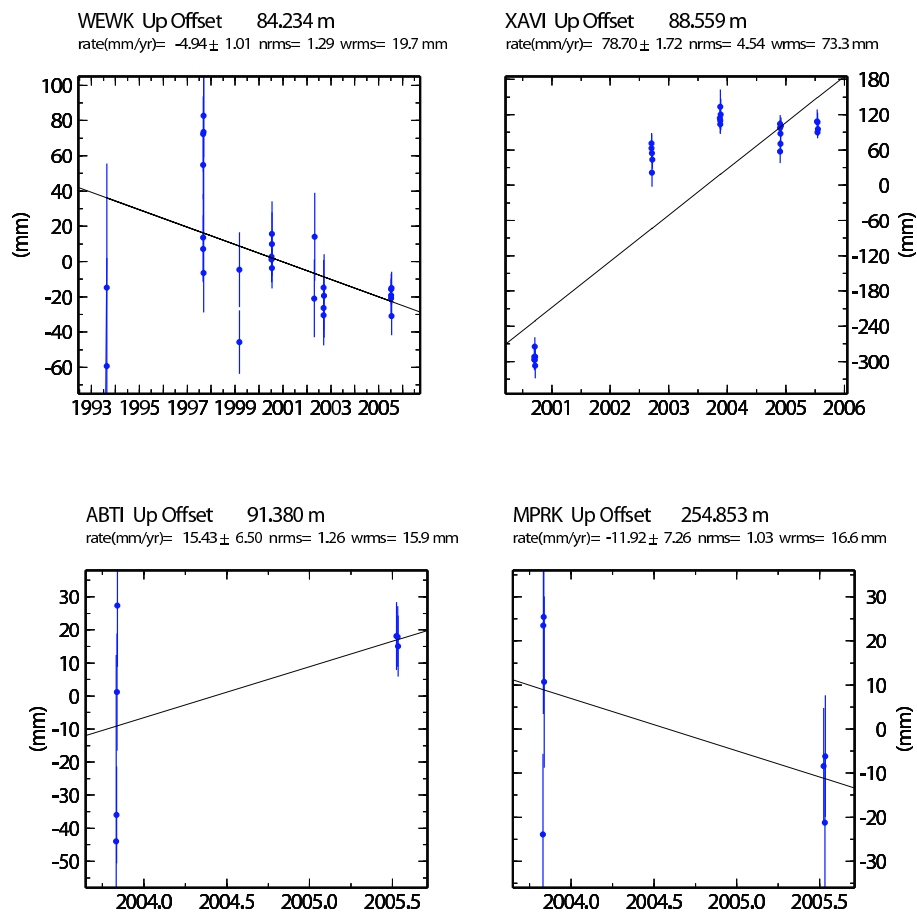 WEWK Up Offset 84.234 m
rate(mm/yr)= -4.94 ± 1.01 nrms= 1.29 wrms= 19.7 mm
100
80
60
40
20
0
-20
-40
-60
(mm)
1993 1995 1997 1999 2001 2003 2005
XAVI Up Offset 88.559 m
rate(mm/yr)= 78.70 ± 1.72 nrms= 4.54 wrms= 73.3 mm
180
120
60
0
-60
-120
-180
-240
-300
(mm)
2001 2002 2003 2004 2005 2006
ABTI Up Offset 91.380 m
rate(mm/yr)= 15.43 ± 6.50 nrms= 1.26 wrms= 15.9 mm
30
20
10
0
-10
-20
-30
-40
-50
(mm)
2004.0 2004.5 2005.0 2005.5
MPRK Up Offset 254.853 m
rate(mm/yr)= -11.92 ± 7.26 nrms= 1.03 wrms= 16.6 mm
30
20
10
0
-10
-20
-30
(mm)
2004.0 2004.5 2005.0 2005.5